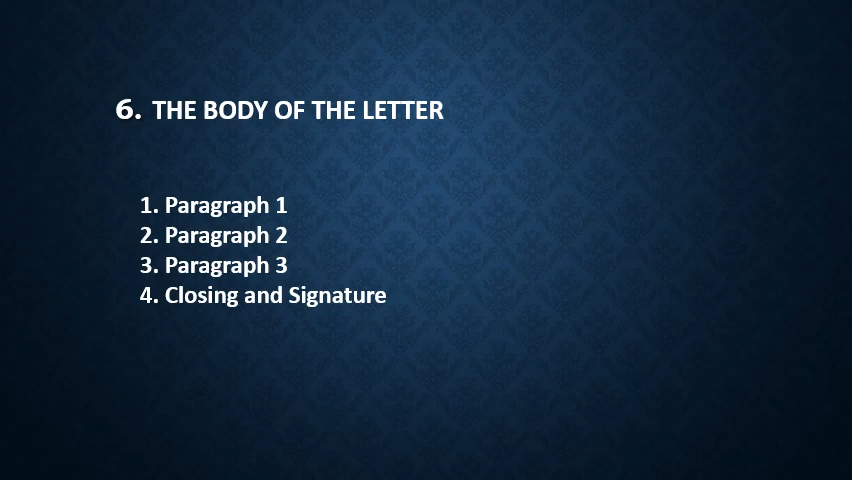 6. THE BODY OF THE LETTER
1. Paragraph 1
2. Paragraph 2
3. Paragraph 3
4. Closing and Signature